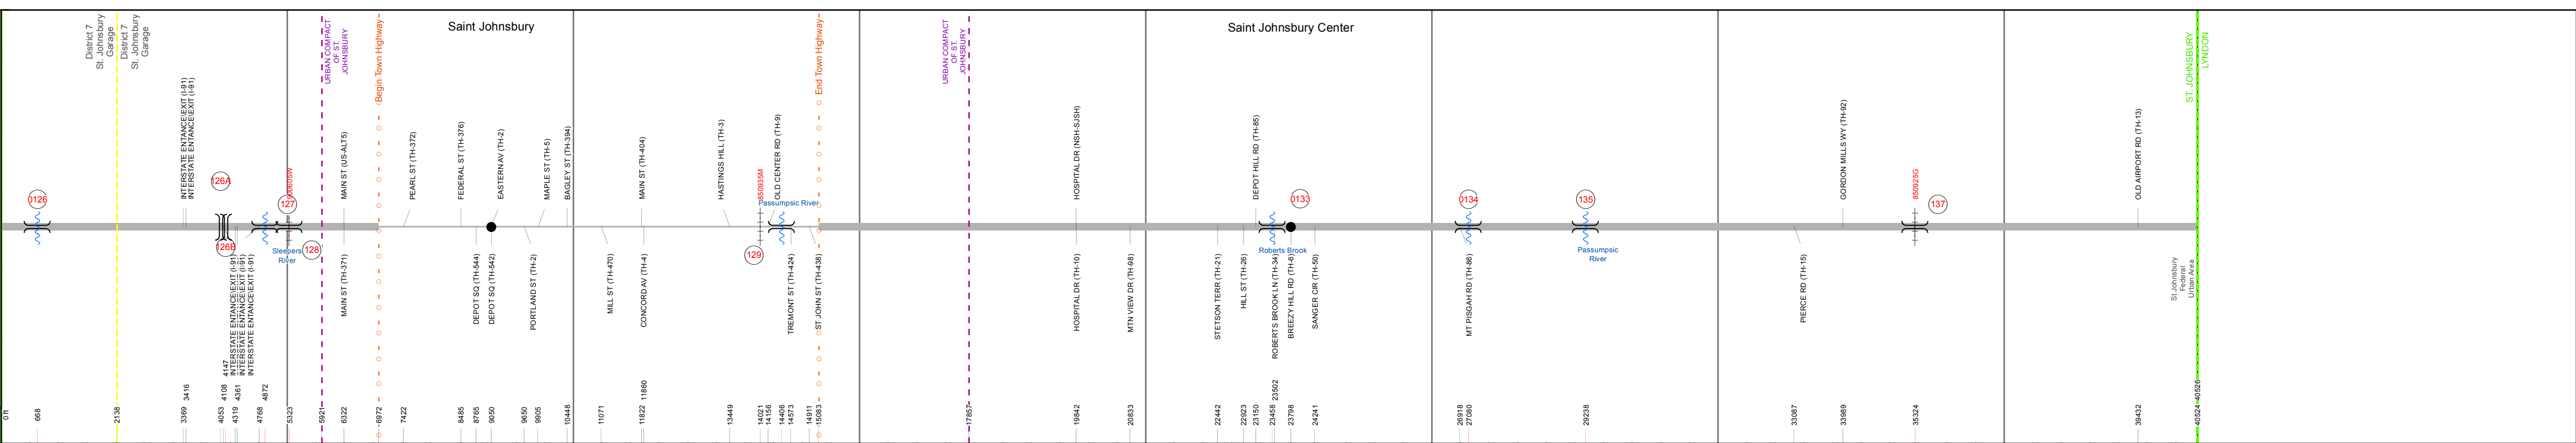 District 7
St. Johnsbury
Garage
District 7
St. Johnsbury
Garage
URBAN COMPACT
OF ST.
JOHNSBURY
Begin Town Highway
Saint Johnsbury
End Town Highway
URBAN COMPACT
OF ST.
JOHNSBURY
Saint Johnsbury Center
ST. JOHNSBURY
LYNDON
INTERSTATE ENTANCE\EXIT (I-91)
INTERSTATE ENTANCE\EXIT (I-91)
MAIN ST (US-ALT5)
PEARL ST (TH-372)
FEDERAL ST (TH-376)
EASTERN AV (TH-2)
MAPLE ST (TH-5)
BAGLEY ST (TH-394)
MAIN ST (TH-404)
HASTINGS HILL (TH-3)
850935M
OLD CENTER RD (TH-9)
HOSPITAL DR (NSH-SJSH)
DEPOT HILL RD (TH-85)
GORDON MILLS WY (TH-92)
850925G
OLD AIRPORT RD (TH-13)
0126
126A
127
Passumpsic River
0133
0134
135
137
126B
Sleepers
River
128
129
Roberts Brook
Passumpsic
River
INTERSTATE ENTANCE\EXIT (I-91)
INTERSTATE ENTANCE\EXIT (I-91)
INTERSTATE ENTANCE\EXIT (I-91)
MAIN ST (TH-371)
DEPOT SQ (TH-544)
DEPOT SQ (TH-542)
PORTLAND ST (TH-2)
MILL ST (TH-470)
CONCORD AV (TH-4)
TREMONT ST (TH-424)
ST JOHN ST (TH-438)
HOSPITAL DR (TH-10)
MTN VIEW DR (TH-98)
STETSON TERR (TH-21)
HILL ST (TH-26)
ROBERTS BROOK LN (TH-34)
BREEZY HILL RD (TH-6)
SANGER CIR (TH-50)
MT PISGAH RD (TH-86)
PIERCE RD (TH-15)
St Johnsbury
Federal
Urban Area
0 ft
668
2138
3369
3416
4053
4108
4147
4319
4361
4768
4872
5323
5921
6322
6972
7422
8485
8765
9050
9650
9905
10448
11071
11822
11860
13449
14021
14156
14406
14573
14911
15083
17857
19842
20833
22442
22923
23150
23458
23502
23798
24241
26918
27080
29238
33087
33989
35324
39432
40524
40526